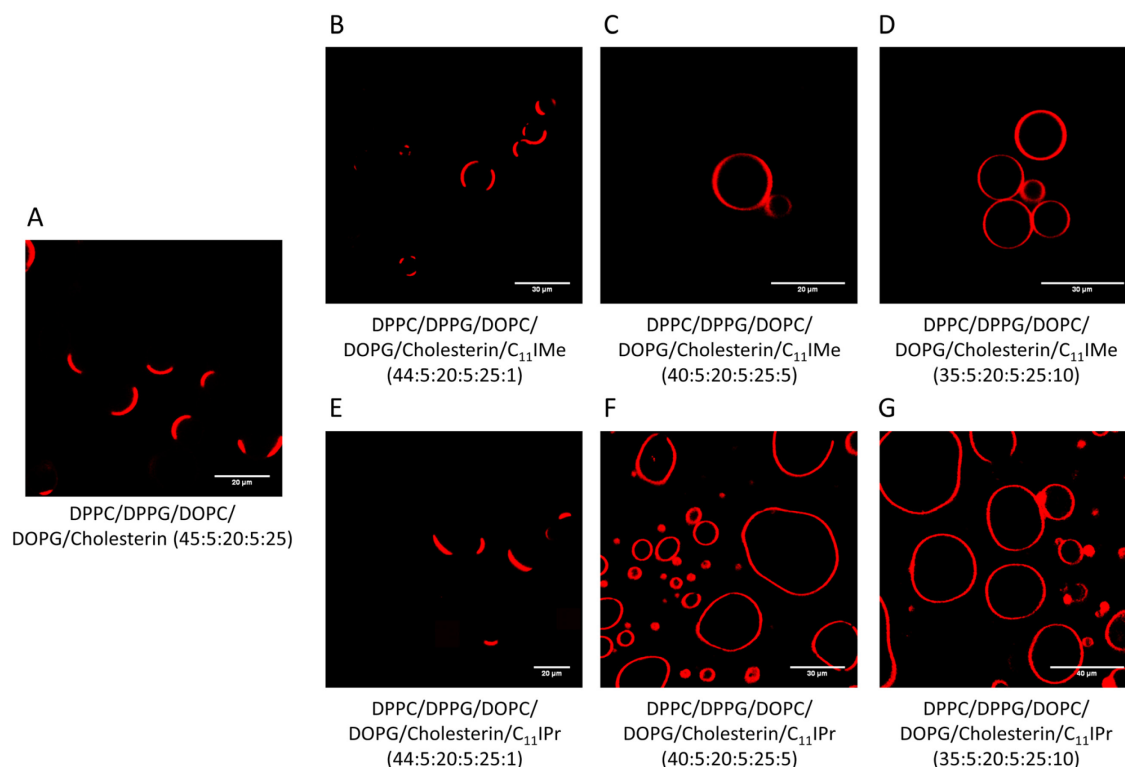 A
20 µm
DPPC/DPPG/DOPC/
DOPG/Cholesterin (45:5:20:5:25)
B
30 µm
DPPC/DPPG/DOPC/
DOPG/Cholesterin/C₁₁IMe
(44:5:20:5:25:1)
C
20 µm
DPPC/DPPG/DOPC/
DOPG/Cholesterin/C₁₁IMe
(40:5:20:5:25:5)
D
30 µm
DPPC/DPPG/DOPC/
DOPG/Cholesterin/C₁₁IMe
(35:5:20:5:25:10)
E
20 µm
DPPC/DPPG/DOPC/
DOPG/Cholesterin/C₁₁IPr
(44:5:20:5:25:1)
F
30 µm
DPPC/DPPG/DOPC/
DOPG/Cholesterin/C₁₁IPr
(40:5:20:5:25:5)
G
40 µm
DPPC/DPPG/DOPC/
DOPG/Cholesterin/C₁₁IPr
(35:5:20:5:25:10)